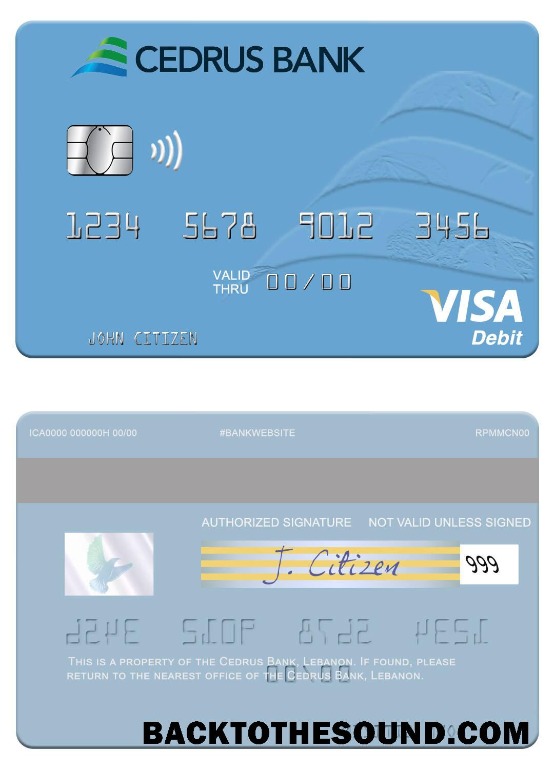 CEDRUS BANK
1234 5678 9012 3456
VALID THRU 00/00
VISA
Debit
JOHN CITIZEN
ICA0000 000000H 00/00 #BANKWEBSITE RPMMCN00
AUTHORIZED SIGNATURE NOT VALID UNLESS SIGNED
J. Citizen 999
THIS IS A PROPERTY OF THE CEDRUS BANK, LEBANON. IF FOUND, PLEASE
RETURN TO THE NEAREST OFFICE OF THE CEDRUS BANK, LEBANON.
BACKTOTHESOUND.COM